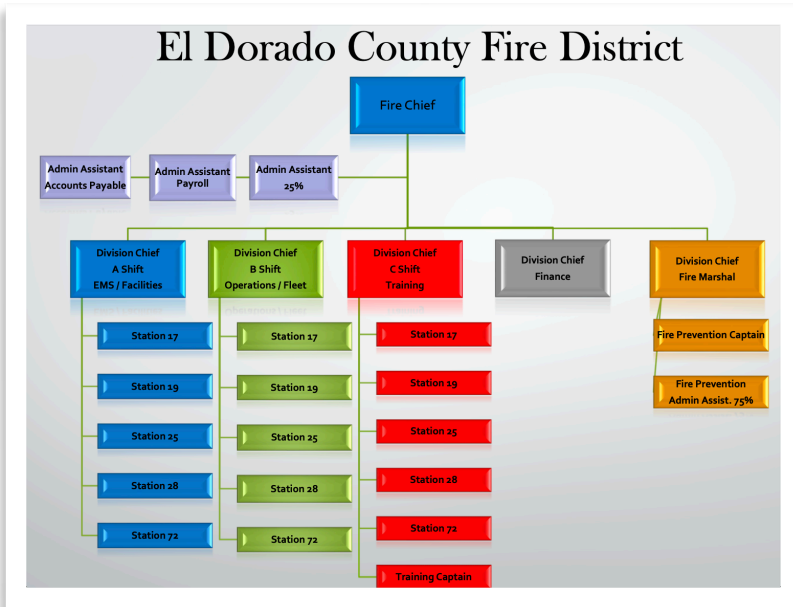 El Dorado County Fire District
Fire Chief
Admin Assistant
Accounts Payable
Admin Assistant
Payroll
Admin Assistant
25%
Division Chief
A Shift
EMS / Facilities
Division Chief
B Shift
Operations / Fleet
Division Chief
C Shift
Training
Division Chief
Finance
Division Chief
Fire Marshal
Station 17
Station 19
Station 25
Station 28
Station 72
Station 17
Station 19
Station 25
Station 28
Station 72
Station 17
Station 19
Station 25
Station 28
Station 72
Training Captain
Fire Prevention Captain
Fire Prevention
Admin Assist. 75%